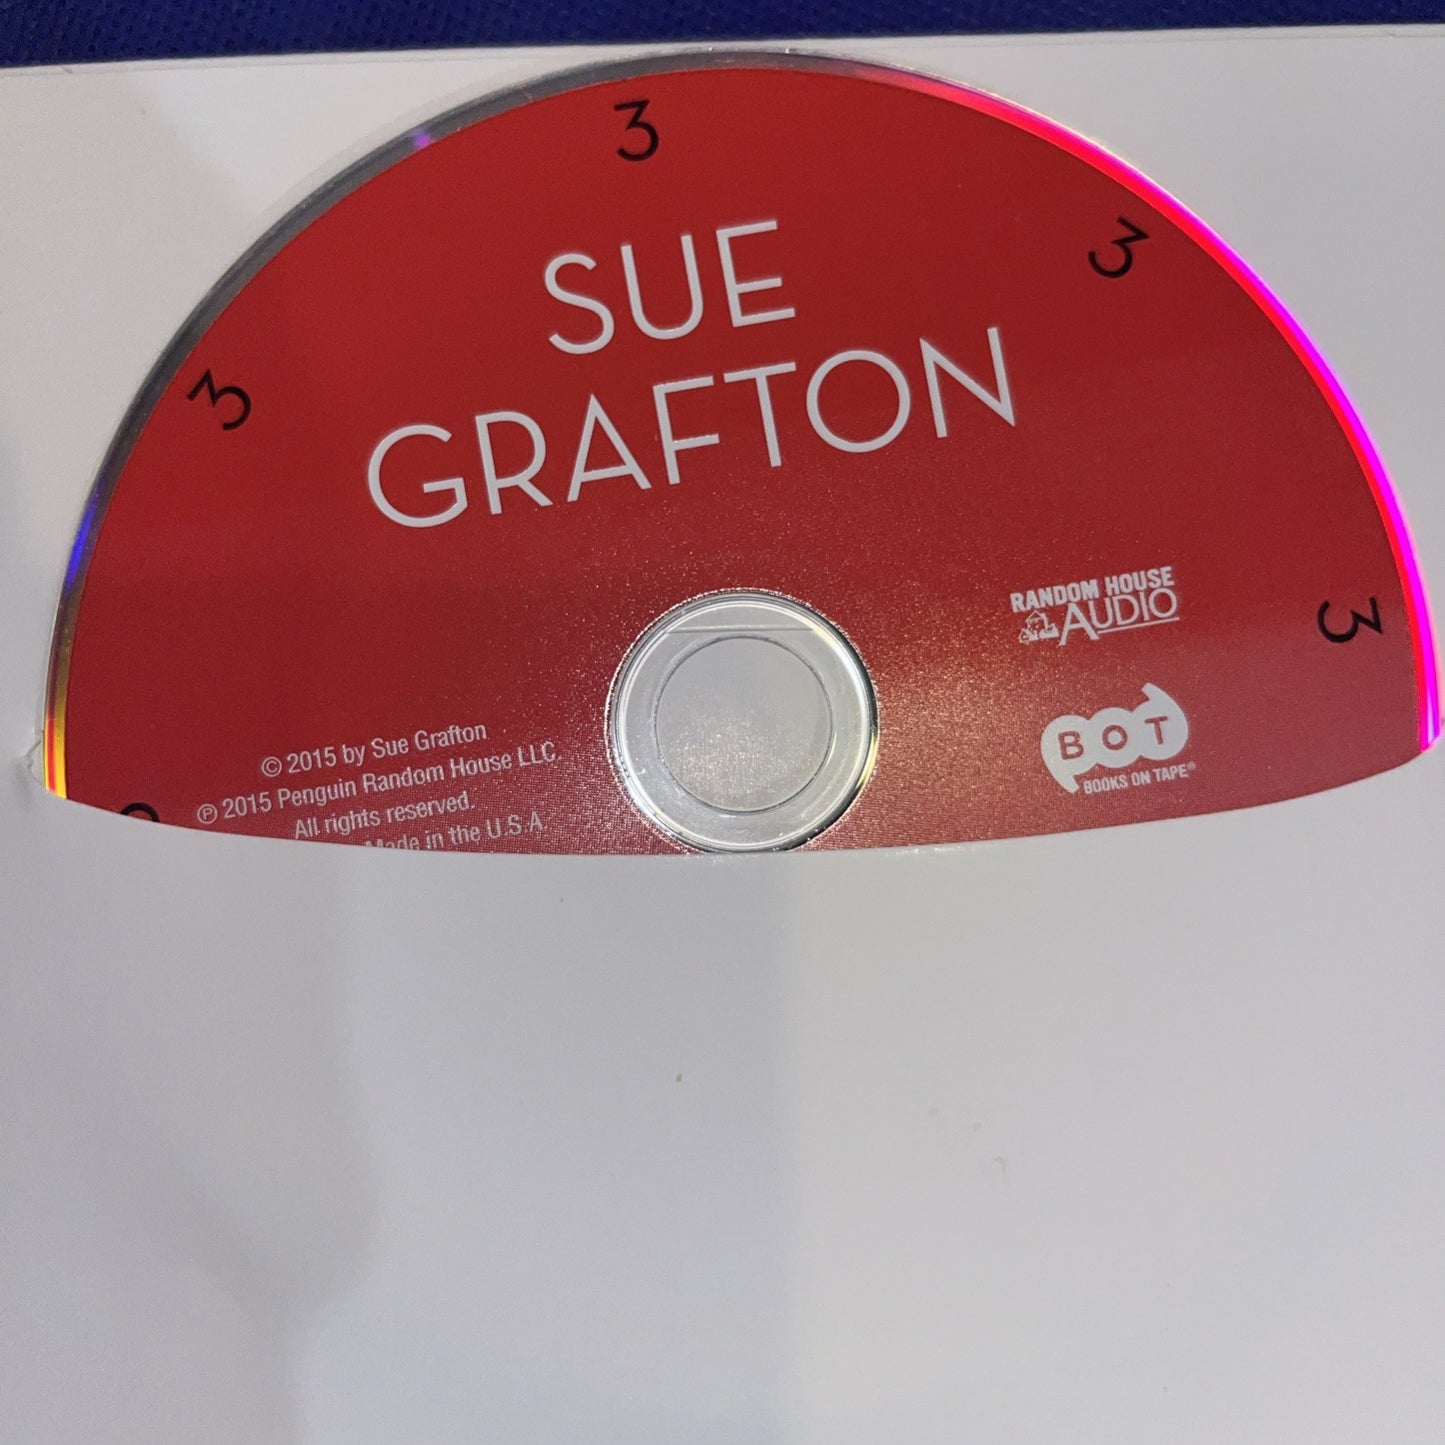 3
3
3
3
SUE
GRAFTON
RANDOM HOUSE
AUDIO
BOT
BOOKS ON TAPE®
© 2015 by Sue Grafton
℗ 2015 Penguin Random House LLC.
All rights reserved.
Made in the U.S.A.